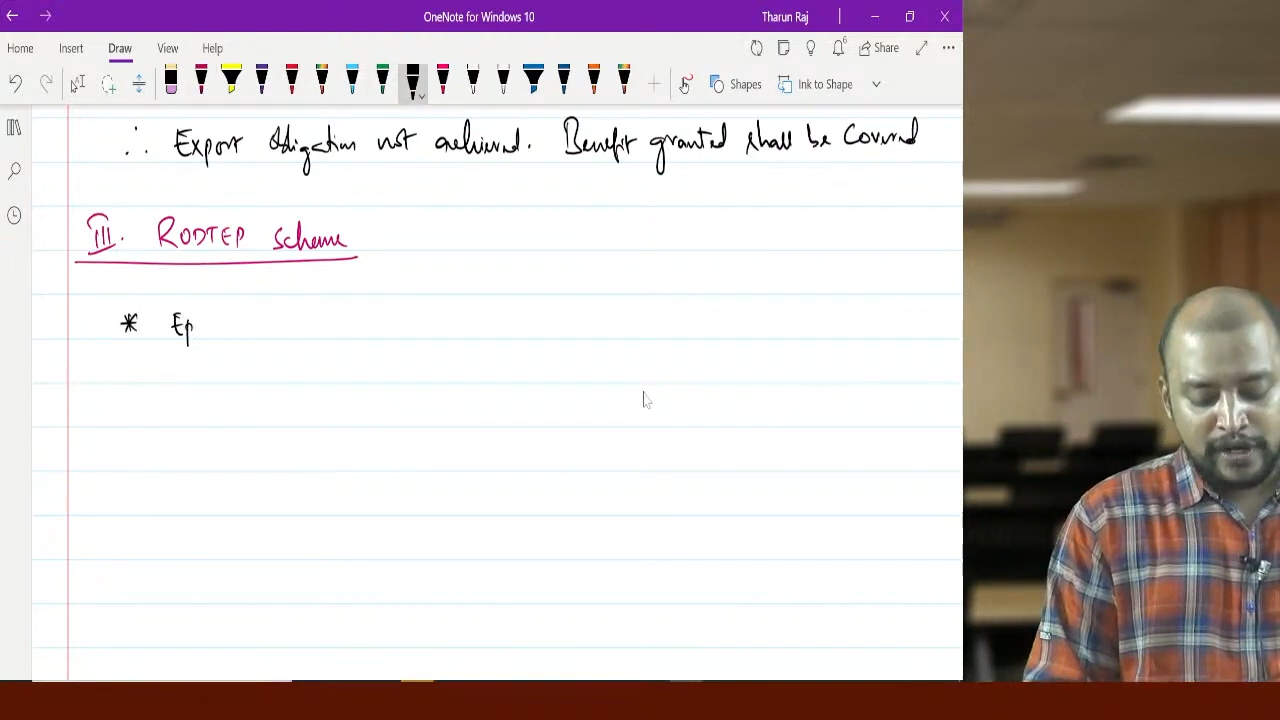 OneNote for Windows 10
Tharun Raj
Home Insert Draw View Help
6
Share
Shapes
Ink to Shape
∴ Export obligation not achieved. Benefit granted shall be covered
III. RODTEP scheme
* Ep